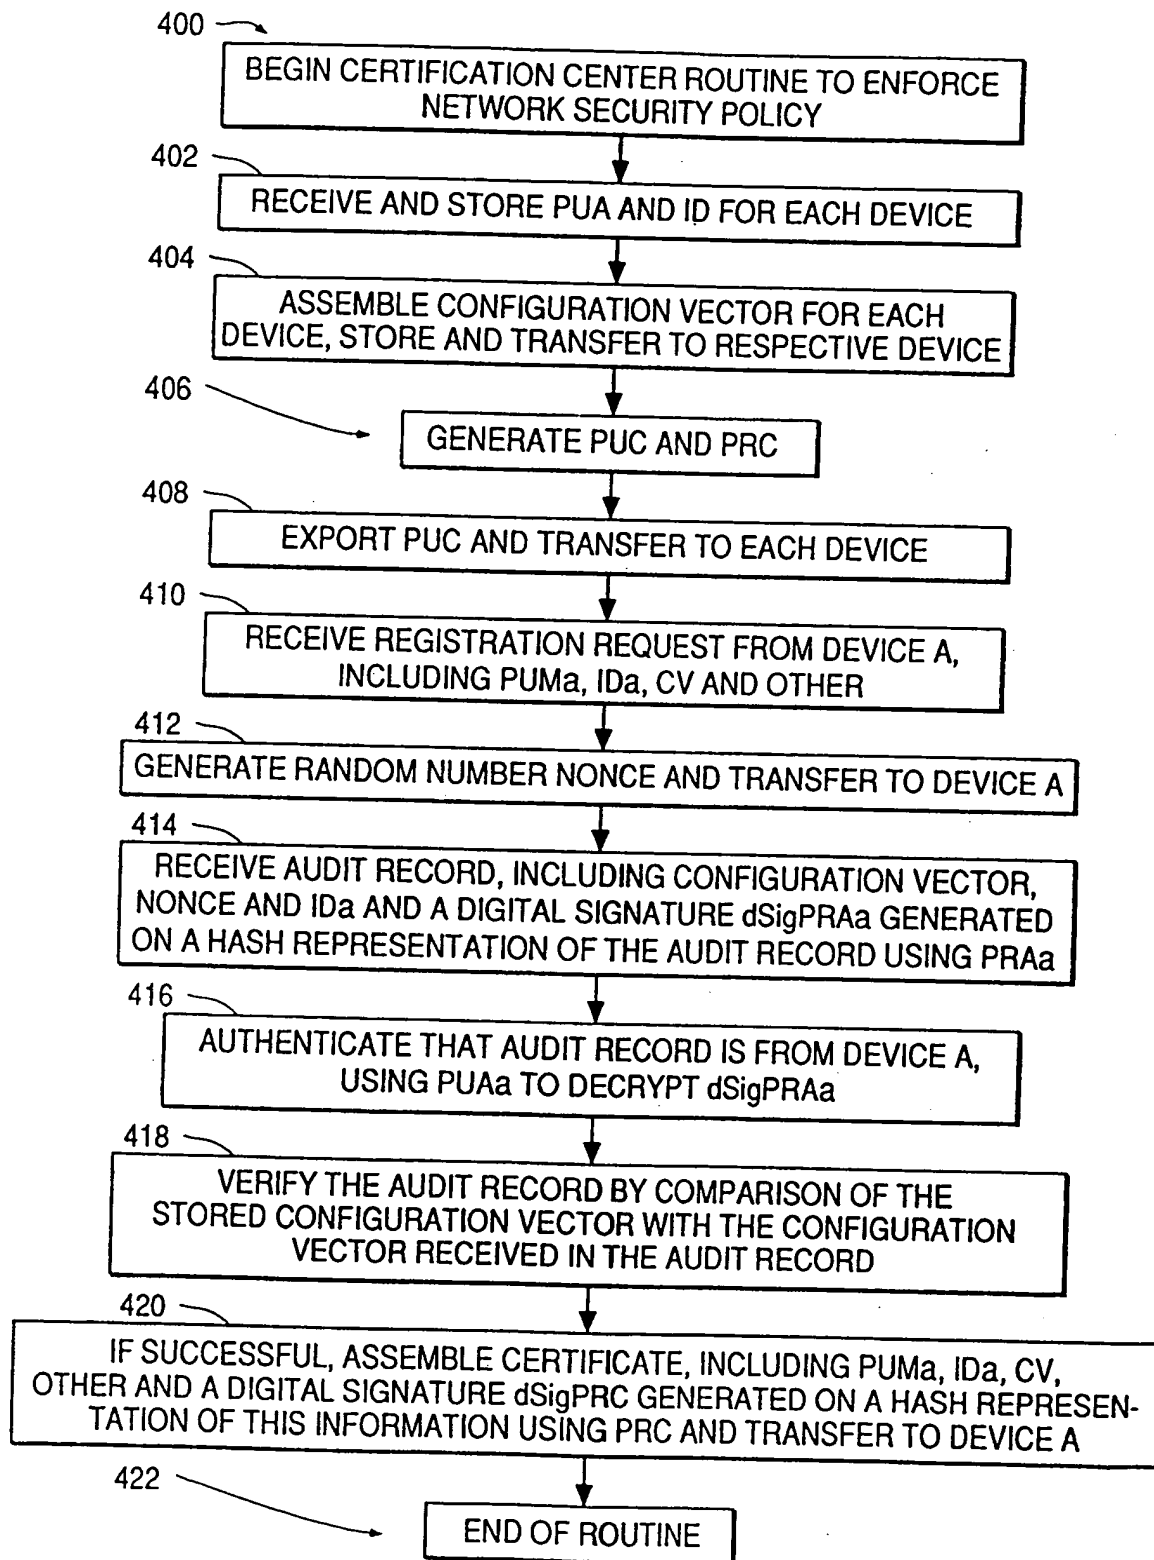 400
BEGIN CERTIFICATION CENTER ROUTINE TO ENFORCE
NETWORK SECURITY POLICY
402
RECEIVE AND STORE PUA AND ID FOR EACH DEVICE
404
ASSEMBLE CONFIGURATION VECTOR FOR EACH
DEVICE, STORE AND TRANSFER TO RESPECTIVE DEVICE
406
GENERATE PUC AND PRC
408
EXPORT PUC AND TRANSFER TO EACH DEVICE
410
RECEIVE REGISTRATION REQUEST FROM DEVICE A,
INCLUDING PUMa, IDa, CV AND OTHER
412
GENERATE RANDOM NUMBER NONCE AND TRANSFER TO DEVICE A
414
RECEIVE AUDIT RECORD, INCLUDING CONFIGURATION VECTOR,
NONCE AND IDa AND A DIGITAL SIGNATURE dSigPRAa GENERATED
ON A HASH REPRESENTATION OF THE AUDIT RECORD USING PRAa
416
AUTHENTICATE THAT AUDIT RECORD IS FROM DEVICE A,
USING PUAa TO DECRYPT dSigPRAa
418
VERIFY THE AUDIT RECORD BY COMPARISON OF THE
STORED CONFIGURATION VECTOR WITH THE CONFIGURATION
VECTOR RECEIVED IN THE AUDIT RECORD
420
IF SUCCESSFUL, ASSEMBLE CERTIFICATE, INCLUDING PUMa, IDa, CV,
OTHER AND A DIGITAL SIGNATURE dSigPRC GENERATED ON A HASH REPRESEN-
TATION OF THIS INFORMATION USING PRC AND TRANSFER TO DEVICE A
422
END OF ROUTINE